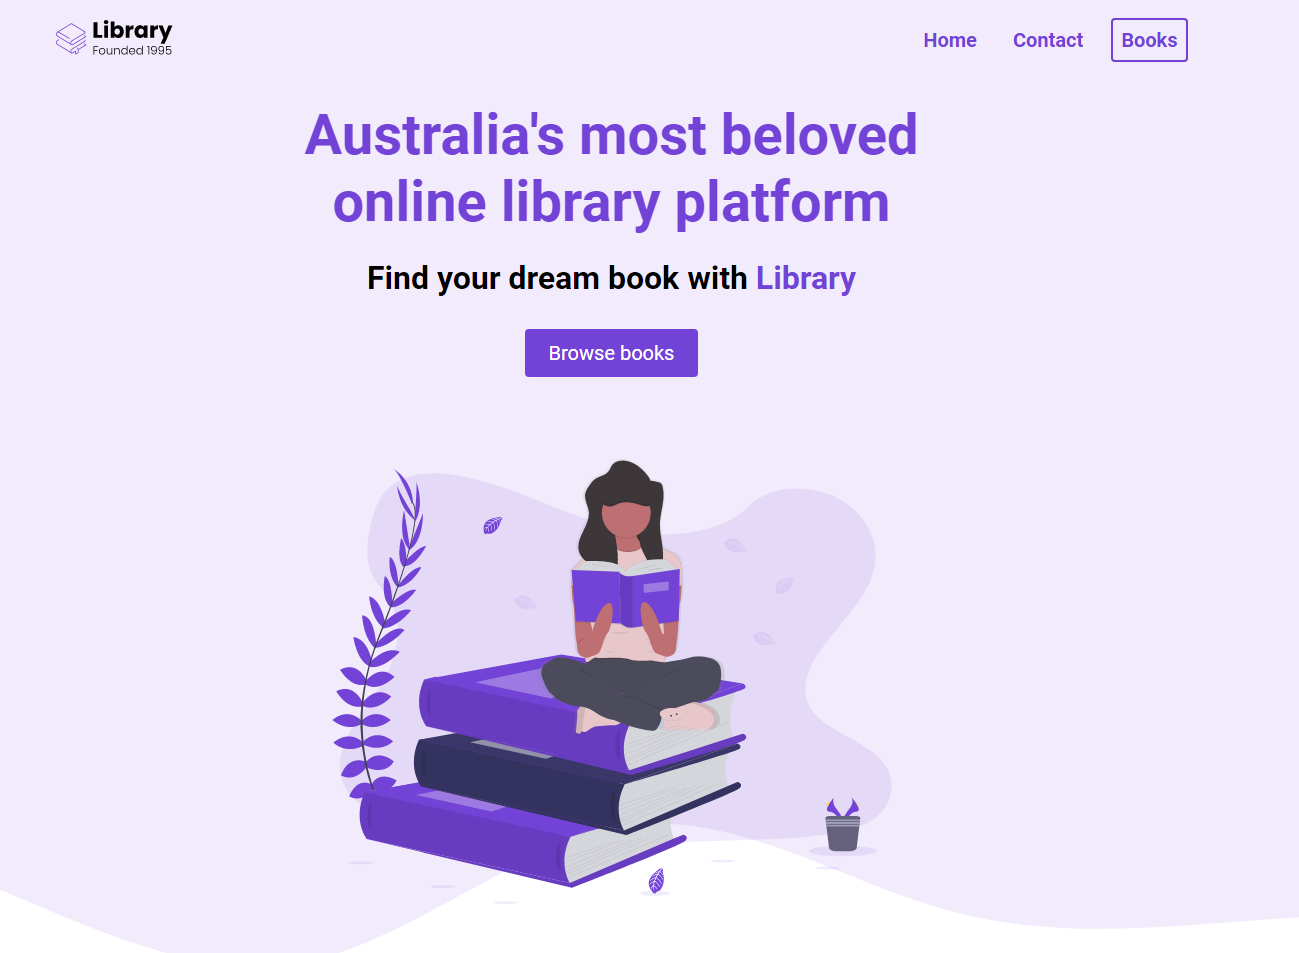 Library
Founded 1995
Home
Contact
Books
Australia's most beloved
online library platform
Find your dream book with Library
Browse books